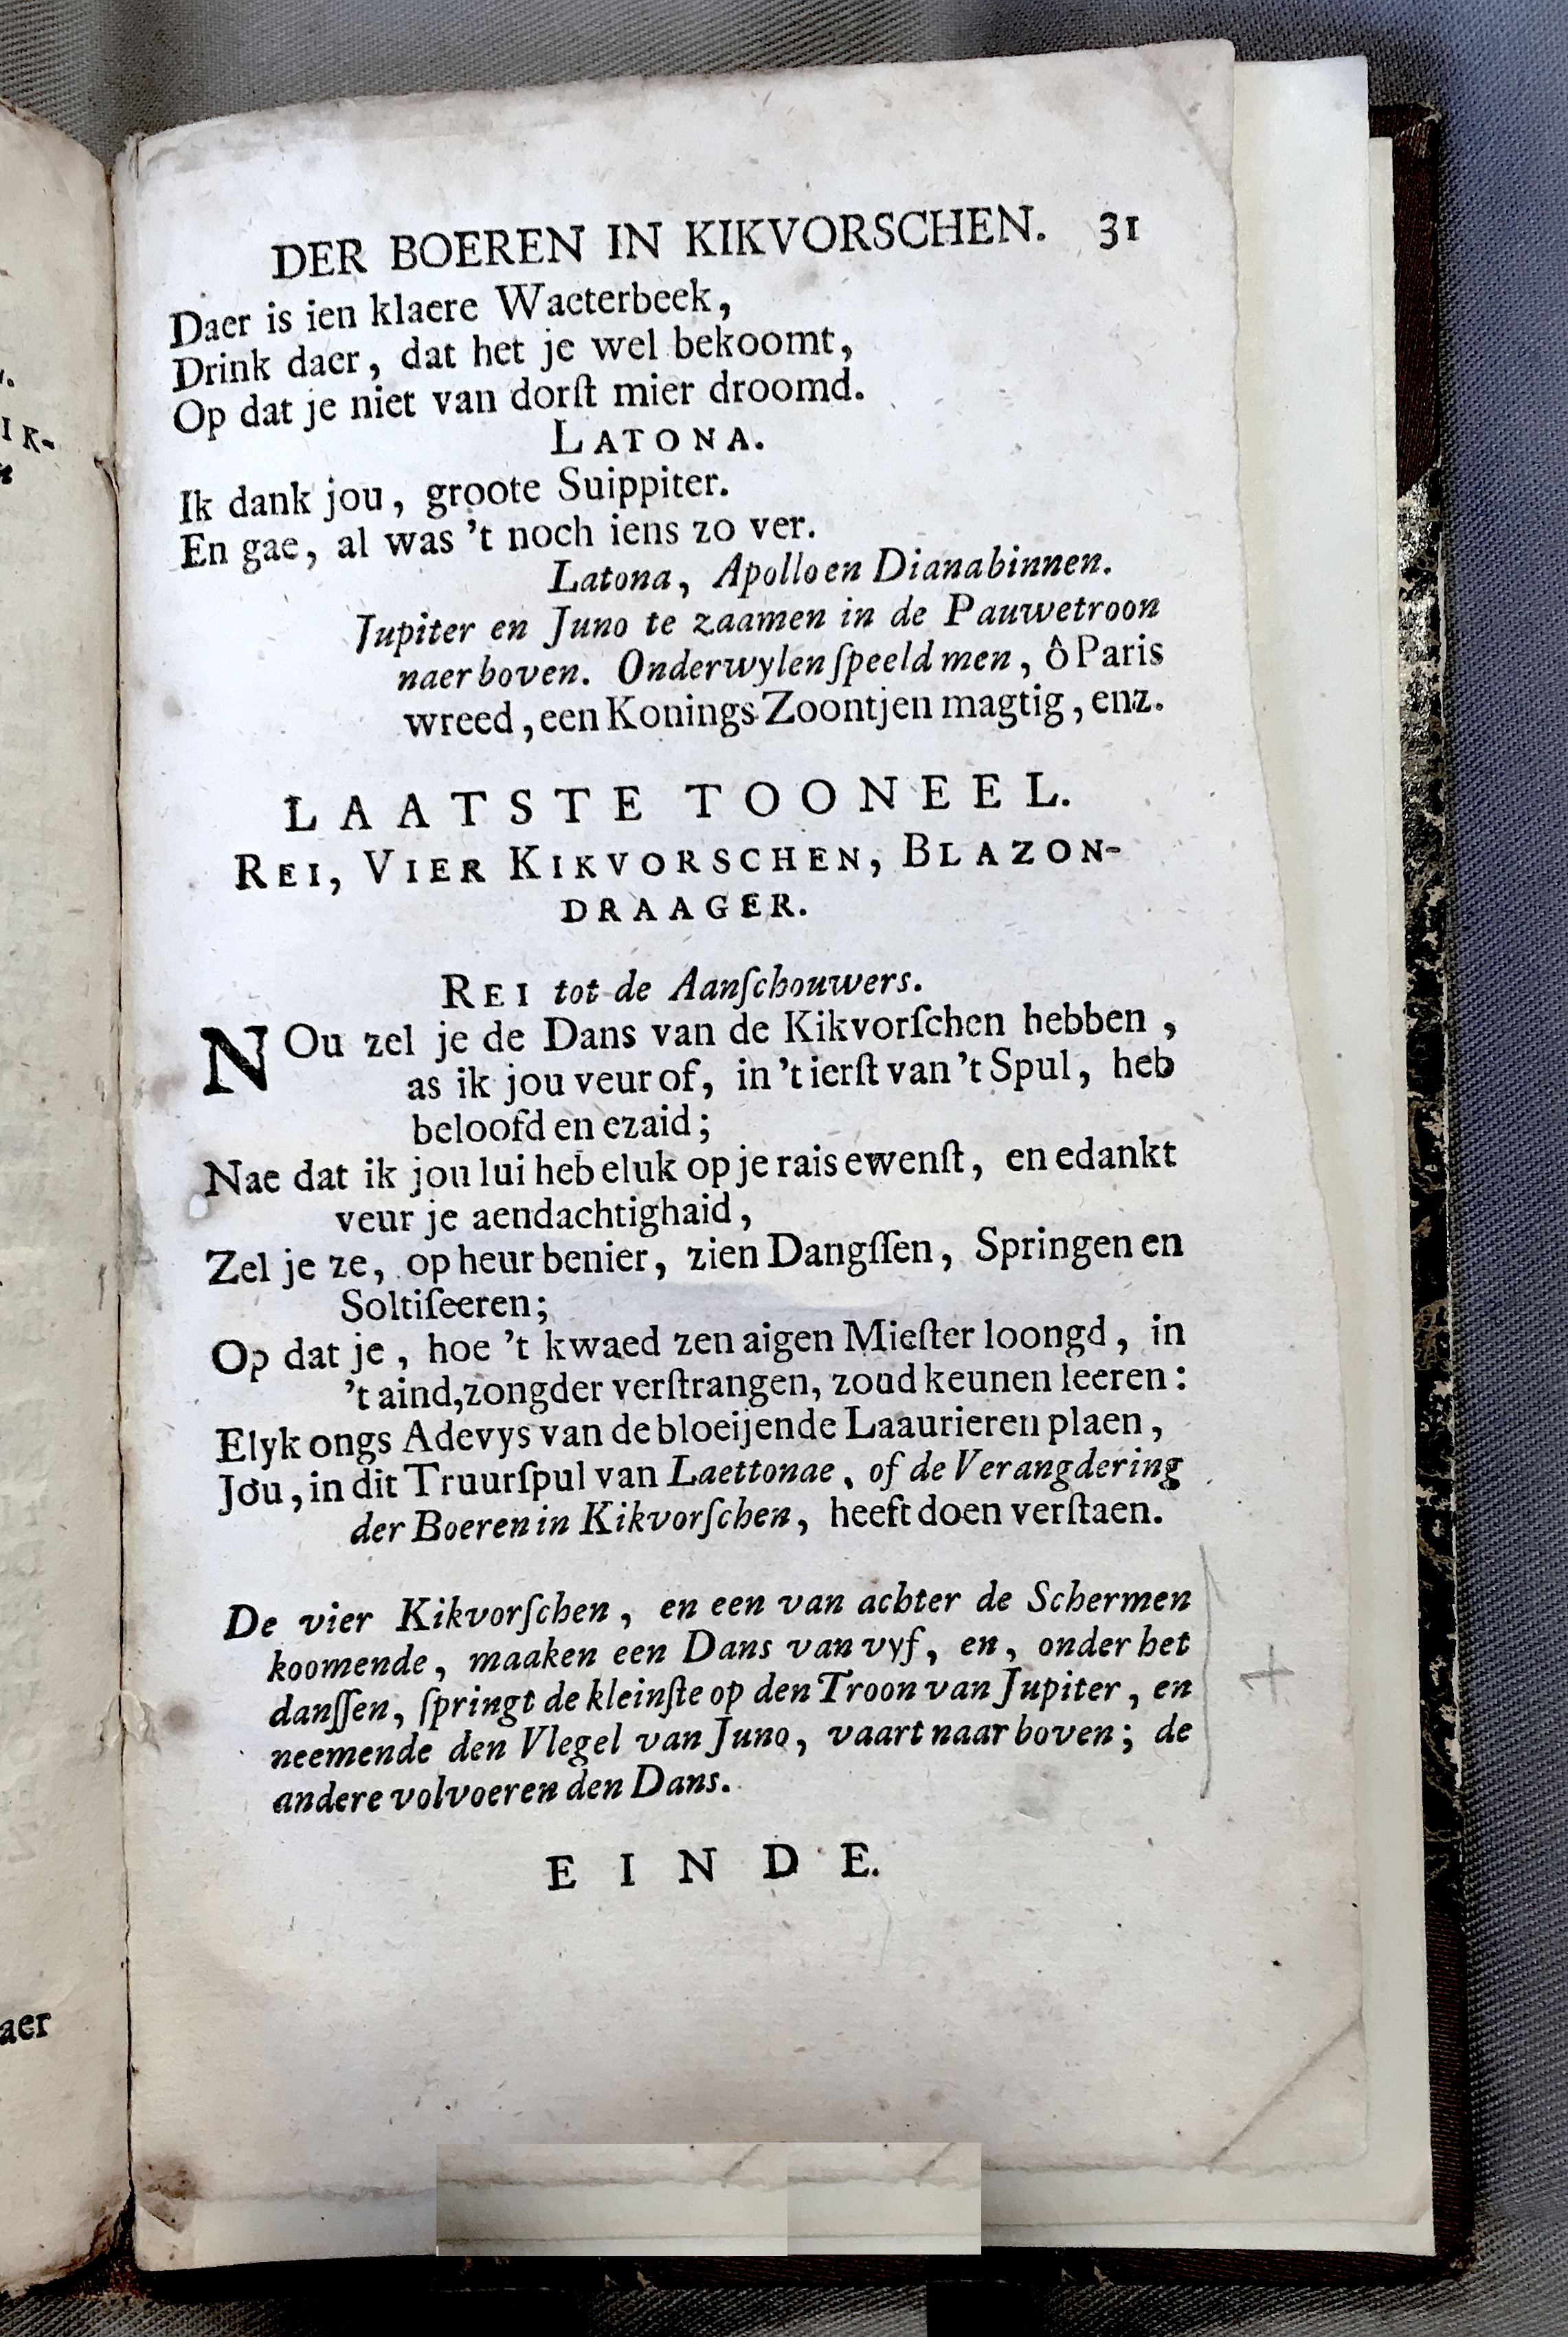 DER BOEREN IN KIKVORSCHEN. 31
Daer is ien klaere Waeterbeek,
Drink daer, dat het je wel bekoomt,
Op dat je niet van dorſt mier droomd.
LATONA.
Ik dank jou, groote Suippiter.
En gae, al was 't noch iens zo ver.
Latona, Apollo en Diana binnen.
Jupiter en Juno te zaamen in de Pauwetroon
naer boven. Onderwylen ſpeeld men, ô Paris
wreed, een Konings Zoontjen magtig, enz.
LAATSTE TOONEEL.
REI, VIER KIKVORSCHEN, BLAZON-
DRAAGER.
REI tot de Aanſchouwers.
NOu zel je de Dans van de Kikvorſchen hebben,
as ik jou veur of, in 't ierſt van 't Spul, heb
beloofd en ezaid;
Nae dat ik jou lui heb eluk op je rais ewenſt, en edankt
veur je aendachtighaid,
Zel je ze, op heur benier, zien Dangſſen, Springen en
Soltiſeeren;
Op dat je, hoe 't kwaed zen aigen Mieſter loongd, in
't aind, zongder verſtrangen, zoud keunen leeren:
Elyk ongs Adevys van de bloeijende Laaurieren plaen,
Jou, in dit Truurſpul van Laettonae, of de Verangdering
der Boeren in Kikvorſchen, heeft doen verſtaen.
De vier Kikvorſchen, en een van achter de Schermen
koomende, maaken een Dans van vyf, en, onder het
danſſen, ſpringt de kleinſte op den Troon van Jupiter, en
neemende den Vlegel van Juno, vaart naar boven; de
andere volvoeren den Dans.
EINDE.
IK-
aer